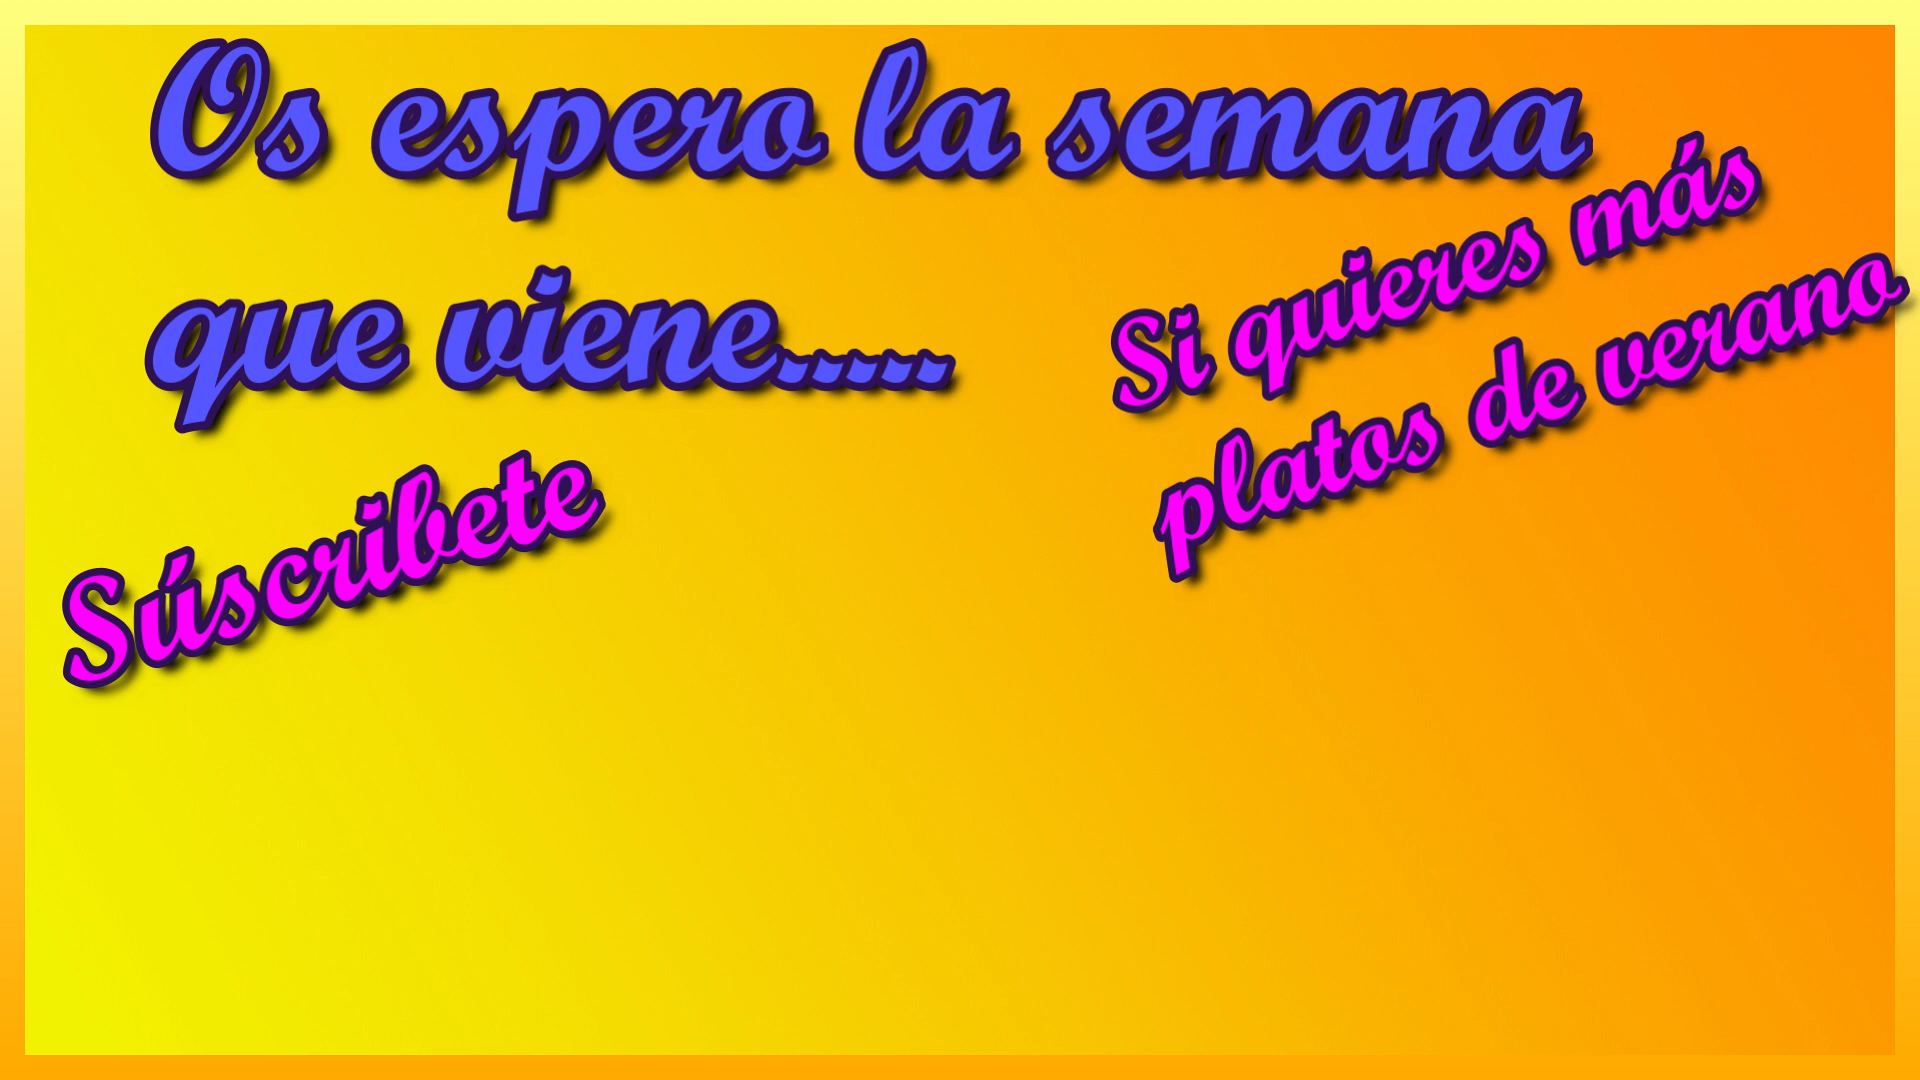 Os espero la semana
que viene.....
Si quieres más
platos de verano
Súscribete